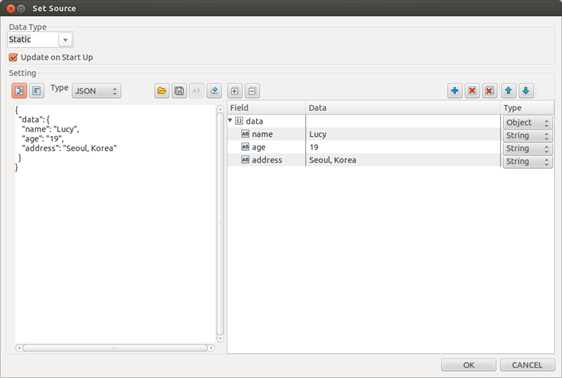 Set Source
Data Type
Static
Update on Start Up
Setting
Type JSON
{
"data": {
"name": "Lucy",
"age": "19",
"address": "Seoul, Korea"
}
}
Field Data Type
data Object
name Lucy String
age 19 String
address Seoul, Korea String
OK CANCEL